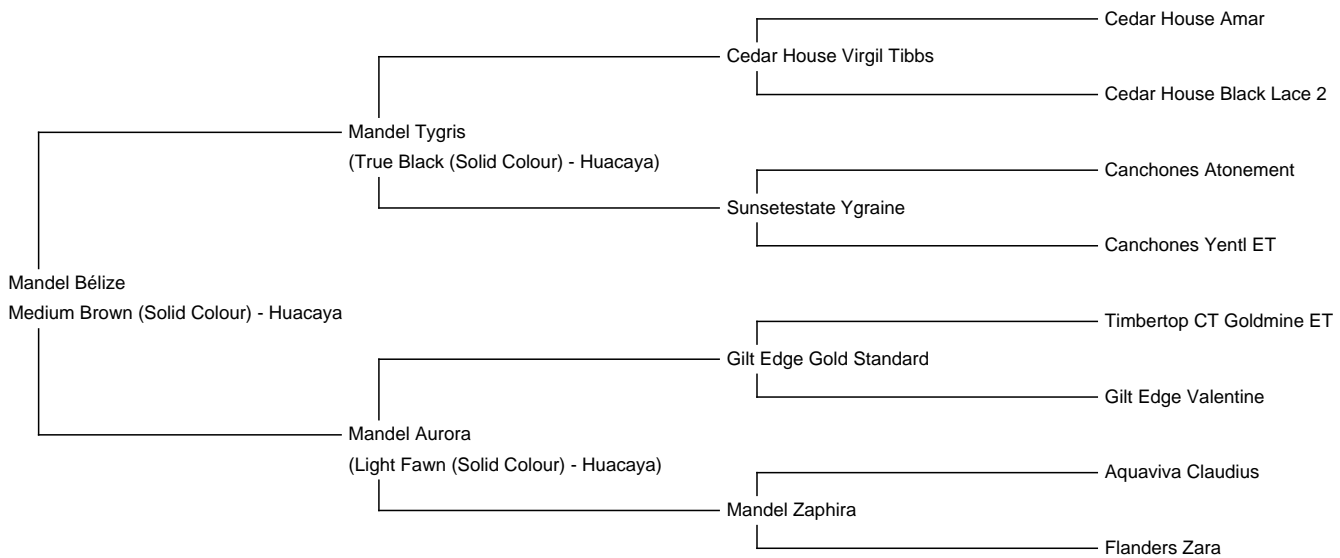 Cedar House Amar
Cedar House Virgil Tibbs
Cedar House Black Lace 2
Mandel Tygris
(True Black (Solid Colour) - Huacaya)
Canchones Atonement
Sunsetestate Ygraine
Canchones Yentl ET
Mandel Bélize
Medium Brown (Solid Colour) - Huacaya
Timbertop CT Goldmine ET
Gilt Edge Gold Standard
Gilt Edge Valentine
Mandel Aurora
(Light Fawn (Solid Colour) - Huacaya)
Aquaviva Claudius
Mandel Zaphira
Flanders Zara